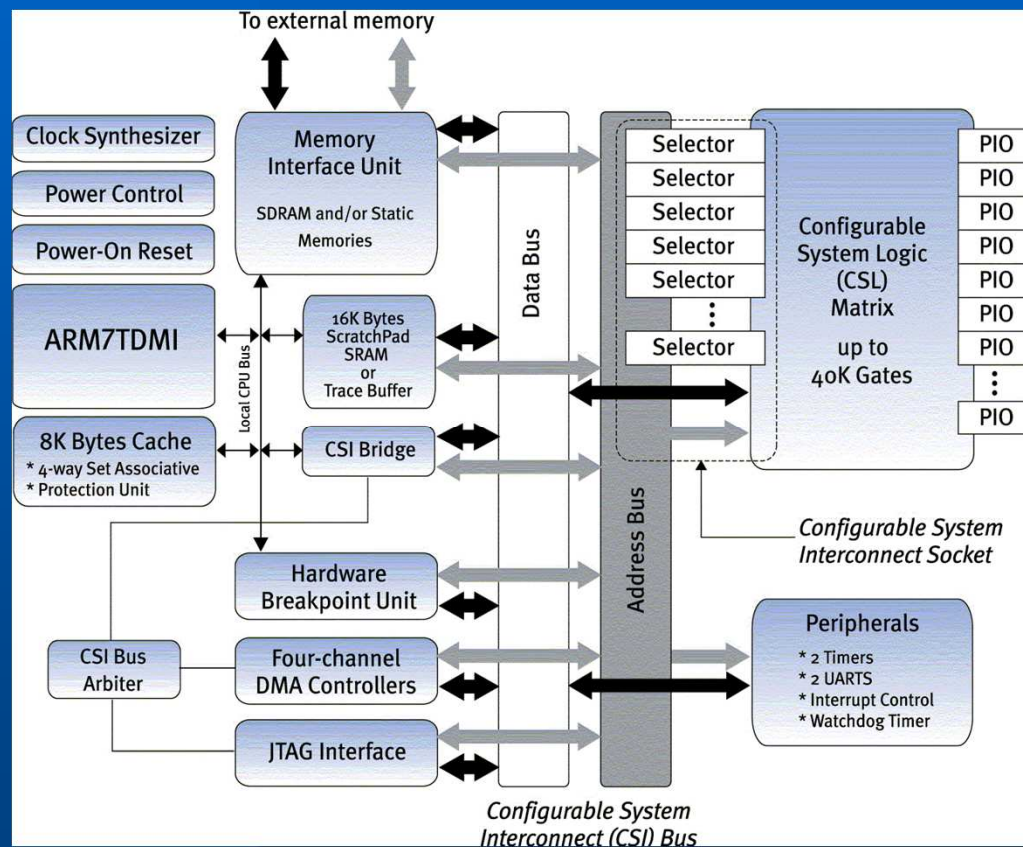 To external memory
Clock Synthesizer
Power Control
Power-On Reset
ARM7TDMI
8K Bytes Cache
* 4-way Set Associative
* Protection Unit
Memory
Interface Unit
SDRAM and/or Static
Memories
Local CPU Bus
16K Bytes
ScratchPad
SRAM
or
Trace Buffer
CSI Bridge
Hardware
Breakpoint Unit
CSI Bus
Arbiter
Four-channel
DMA Controllers
JTAG Interface
Data Bus
Address Bus
Configurable System
Interconnect (CSI) Bus
Selector
Selector
Selector
Selector
Selector
Selector
Configurable
System Logic
(CSL)
Matrix
up to
40K Gates
PIO
PIO
PIO
PIO
PIO
PIO
PIO
PIO
Configurable System
Interconnect Socket
Peripherals
* 2 Timers
* 2 UARTS
* Interrupt Control
* Watchdog Timer